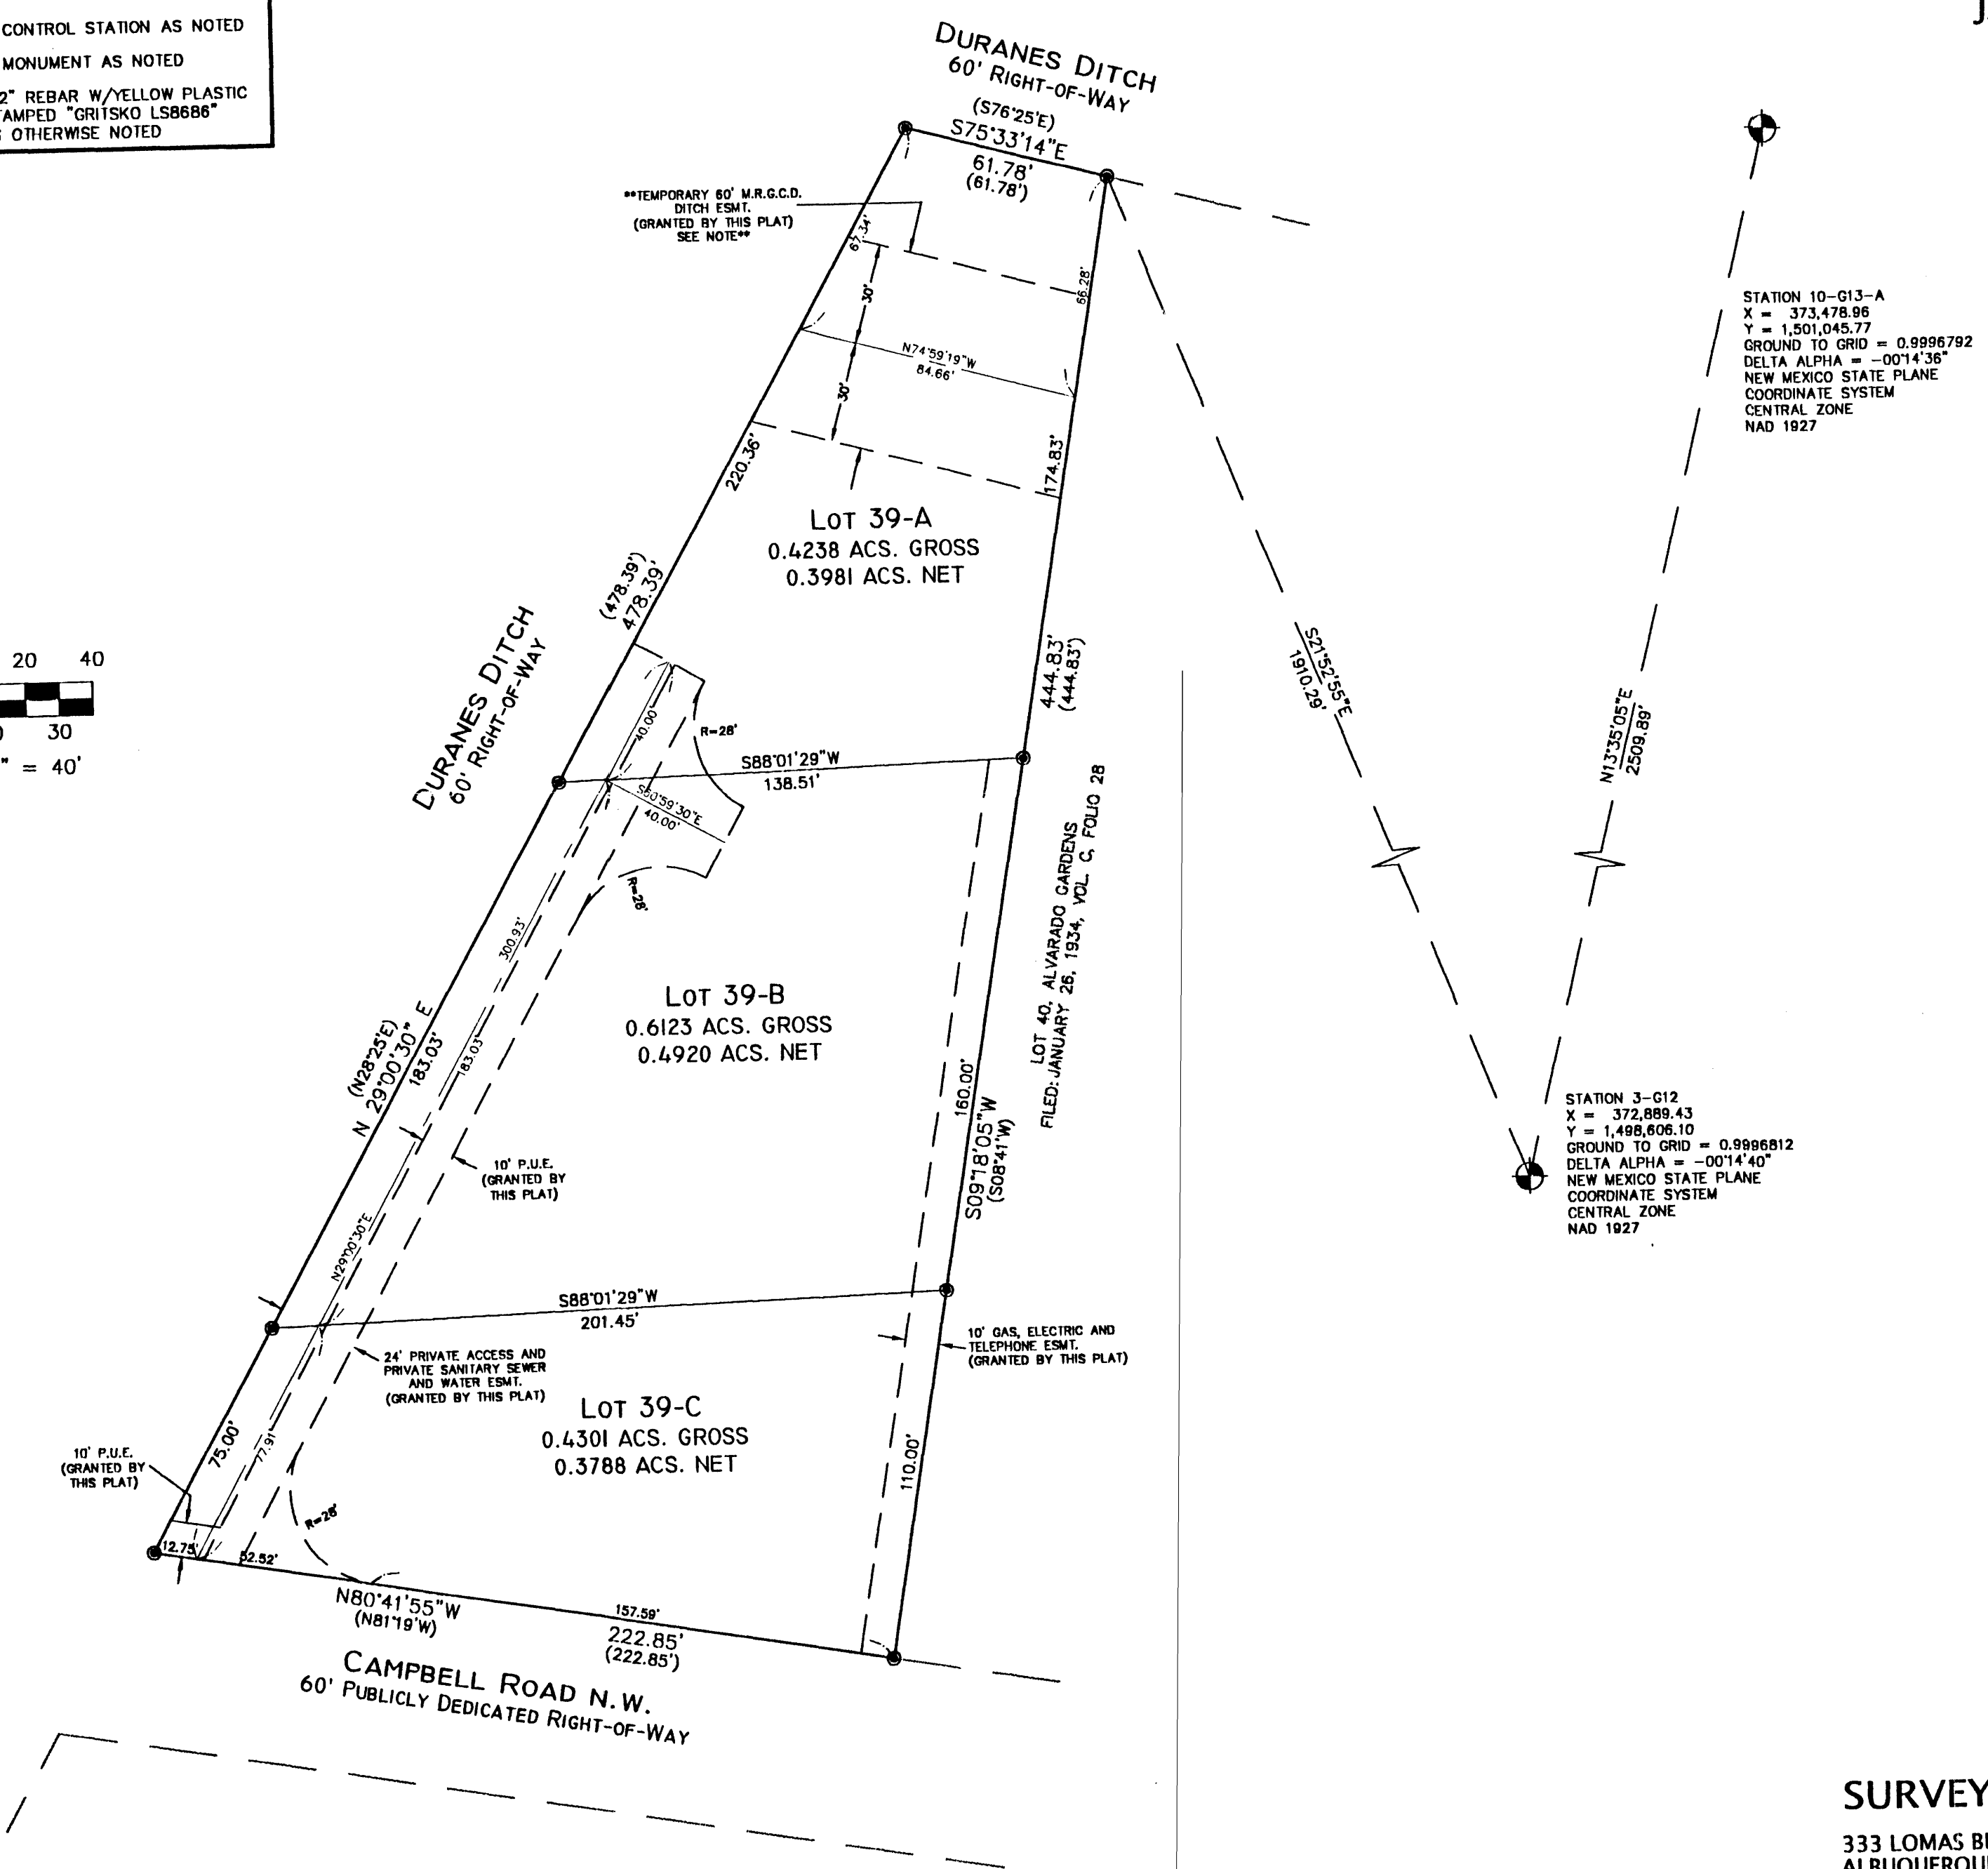 CONTROL STATION AS NOTED
MONUMENT AS NOTED
2" REBAR W/YELLOW PLASTIC
TAMPED "GRITSKO LS8686"
OTHERWISE NOTED
DURANES DITCH
60' RIGHT-OF-WAY
(S76°25'E)
S75°33'14"E
61.78'
(61.78')
**TEMPORARY 60' M.R.G.C.D.
DITCH ESMT.
(GRANTED BY THIS PLAT)
SEE NOTE**
67.34'
66.28'
30'
N74°59'19"W
84.66'
30'
220.36'
174.83'
STATION 10-G13-A
X = 373,478.96
Y = 1,501,045.77
GROUND TO GRID = 0.9996792
DELTA ALPHA = -00°14'36"
NEW MEXICO STATE PLANE
COORDINATE SYSTEM
CENTRAL ZONE
NAD 1927
LOT 39-A
0.4238 ACS. GROSS
0.3981 ACS. NET
(478.39')
478.39'
DURANES DITCH
60' RIGHT-OF-WAY
444.83'
(444.83')
S21°52'55"E
1910.29'
N13°35'05"E
2509.89'
20 40
30
" = 40'
40.00'
R=28'
S88°01'29"W
138.51'
S60°59'30"E
40.00'
R=28'
300.93'
LOT 40, ALVARADO GARDENS
FILED: JANUARY 26, 1934, VOL. C, FOLIO 28
LOT 39-B
0.6123 ACS. GROSS
0.4920 ACS. NET
(N28°25'E)
N 29°00'30" E
183.03'
183.03'
160.00'
S09°18'05"W
(S08°41'W)
10' P.U.E.
(GRANTED BY
THIS PLAT)
STATION 3-G12
X = 372,889.43
Y = 1,498,606.10
GROUND TO GRID = 0.9996812
DELTA ALPHA = -00°14'40"
NEW MEXICO STATE PLANE
COORDINATE SYSTEM
CENTRAL ZONE
NAD 1927
N29°00'30"E
S88°01'29"W
201.45'
24' PRIVATE ACCESS AND
PRIVATE SANITARY SEWER
AND WATER ESMT.
(GRANTED BY THIS PLAT)
10' GAS, ELECTRIC AND
TELEPHONE ESMT.
(GRANTED BY THIS PLAT)
LOT 39-C
0.4301 ACS. GROSS
0.3788 ACS. NET
75.00'
77.91'
110.00'
10' P.U.E.
(GRANTED BY
THIS PLAT)
R=28'
12.75'
52.52'
N80°41'55"W
(N81°19'W)
157.59'
222.85'
(222.85')
CAMPBELL ROAD N.W.
60' PUBLICLY DEDICATED RIGHT-OF-WAY
SURVEY
333 LOMAS